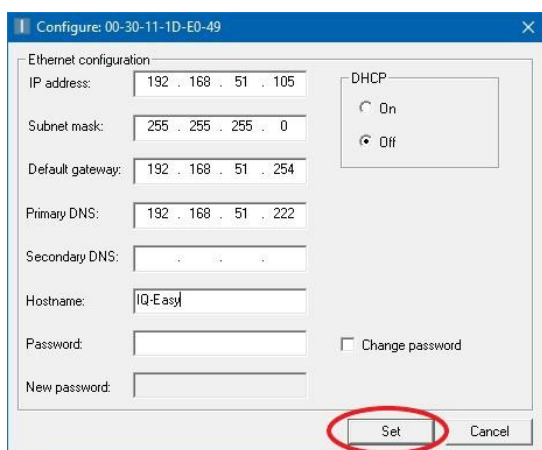 Configure: 00-30-11-1D-E0-49
Ethernet configuration
IP address: 192 . 168 . 51 . 105
DHCP
On
Subnet mask: 255 . 255 . 255 . 0
Off
Default gateway: 192 . 168 . 51 . 254
Primary DNS: 192 . 168 . 51 . 222
Secondary DNS: . . .
Hostname: IQ-Easy
Password:
Change password
New password:
Set
Cancel